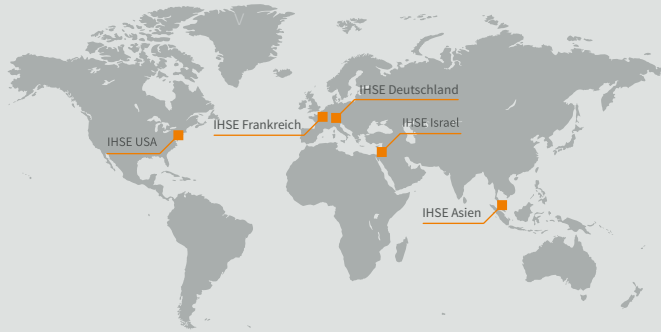 IHSE Deutschland
IHSE Frankreich
IHSE Israel
IHSE USA
IHSE Asien